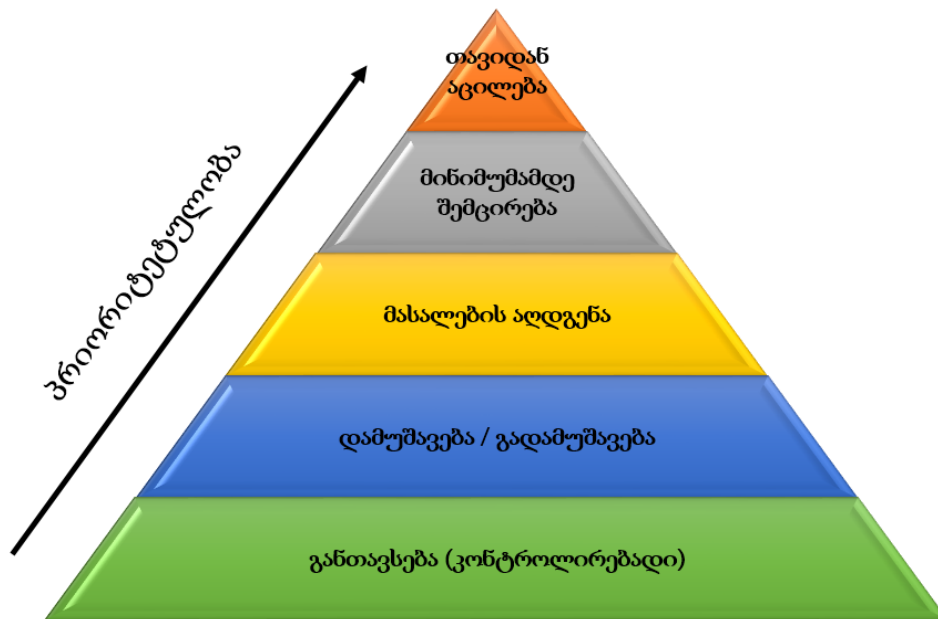 თავიდან
აცილება
მინიმუმამდე
შემცირება
პრიორიტეტულობა
მასალების აღდგენა
დამუშავება / გადამუშავება
განთავსება (კონტროლირებადი)